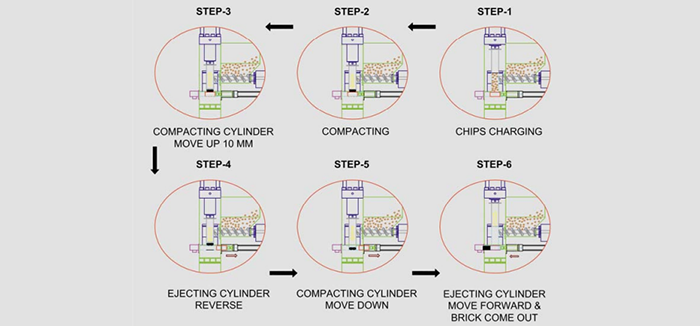 STEP-3
STEP-2
STEP-1
COMPACTING CYLINDER
MOVE UP 10 MM
COMPACTING
CHIPS CHARGING
STEP-4
STEP-5
STEP-6
EJECTING CYLINDER
REVERSE
COMPACTING CYLINDER
MOVE DOWN
EJECTING CYLINDER
MOVE FORWARD &
BRICK COME OUT